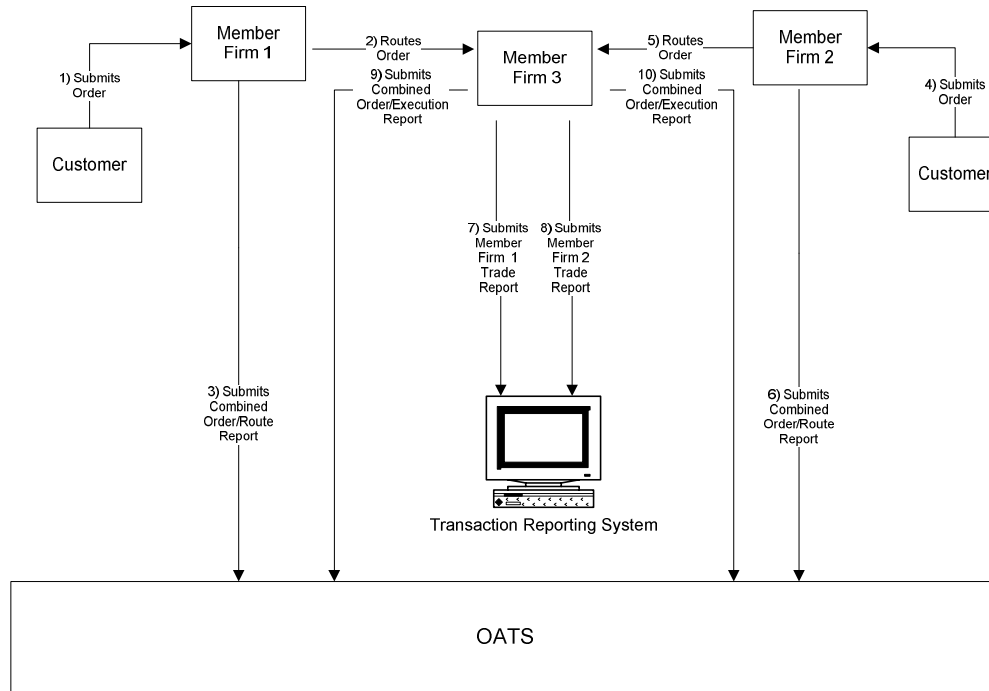 Member
Firm 1
2) Routes
Order
Member
Firm 3
5) Routes
Order
Member
Firm 2
1) Submits
Order
9) Submits
Combined
Order/Execution
Report
10) Submits
Combined
Order/Execution
Report
4) Submits
Order
Customer
Customer
7) Submits
Member
Firm 1
Trade
Report
8) Submits
Member
Firm 2
Trade
Report
3) Submits
Combined
Order/Route
Report
6) Submits
Combined
Order/Route
Report
Transaction Reporting System
OATS